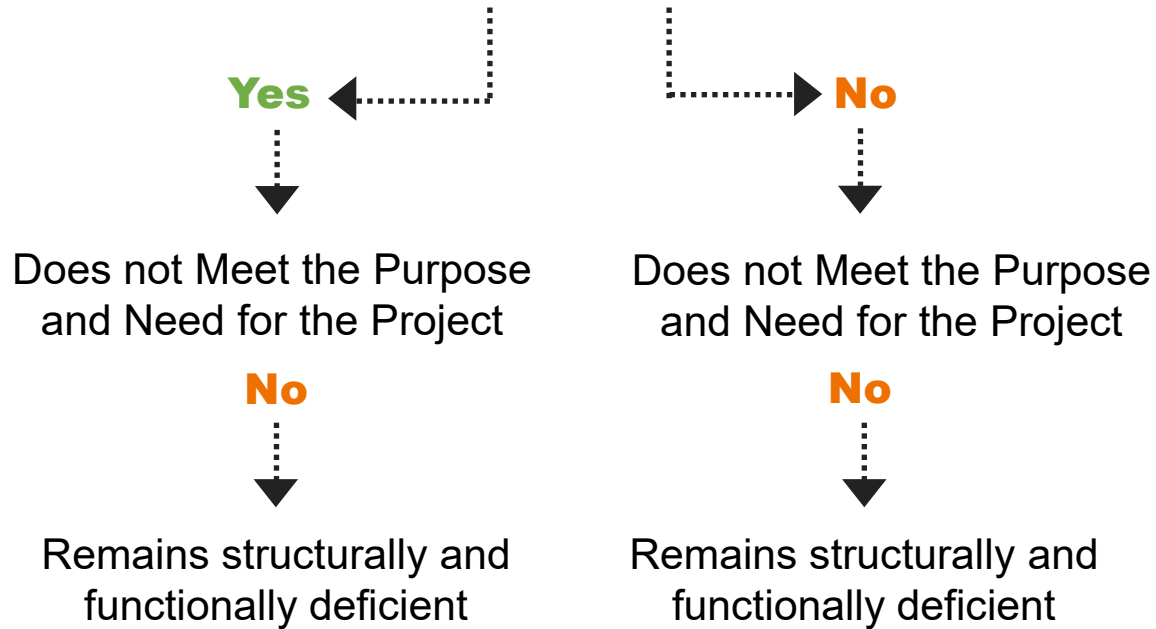 Yes
Does not Meet the Purpose
and Need for the Project
No
Remains structurally and
functionally deficient
No
Does not Meet the Purpose
and Need for the Project
No
Remains structurally and
functionally deficient